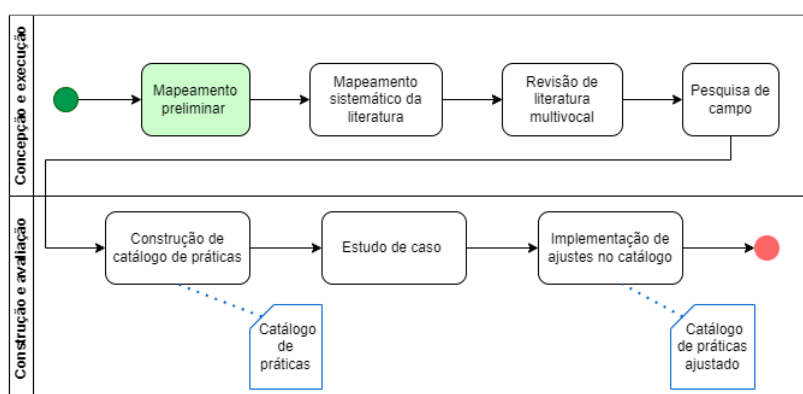 Concepção e execução
Mapeamento
preliminar
Mapeamento
sistemático da
literatura
Revisão de
literatura
multivocal
Pesquisa de
campo
Construção e avaliação
Construção de
catálogo de práticas
Estudo de caso
Implementação de
ajustes no catálogo
Catálogo
de
práticas
Catálogo
de práticas
ajustado